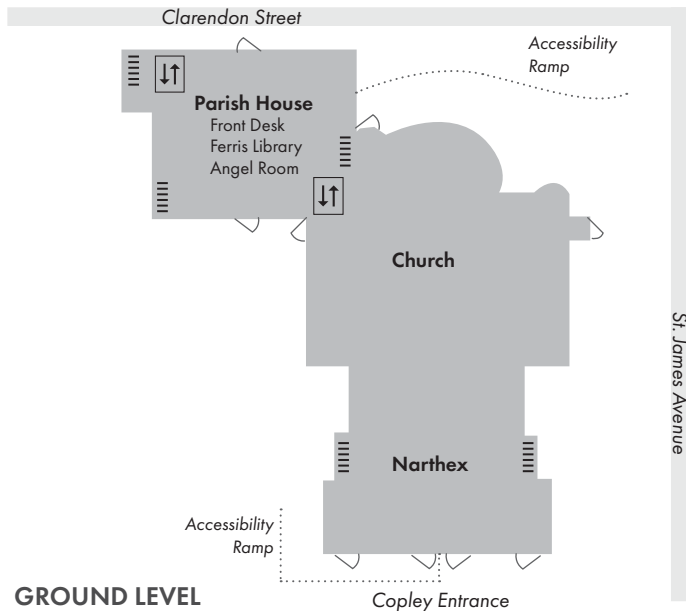 Clarendon Street
Accessibility
Ramp
Parish House
Front Desk
Ferris Library
Angel Room
Church
St. James Avenue
Narthex
Accessibility
Ramp
GROUND LEVEL
Copley Entrance